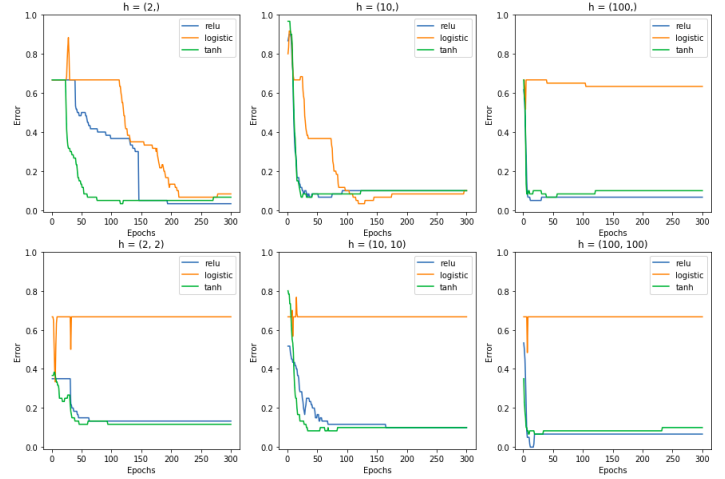 h = (2,)
1.0
0.8
0.6
0.4
0.2
0.0
Error
relu
logistic
tanh
0 50 100 150 200 250 300
Epochs
h = (10,)
1.0
0.8
0.6
0.4
0.2
0.0
Error
relu
logistic
tanh
0 50 100 150 200 250 300
Epochs
h = (100,)
1.0
0.8
0.6
0.4
0.2
0.0
Error
relu
logistic
tanh
0 50 100 150 200 250 300
Epochs
h = (2, 2)
1.0
0.8
0.6
0.4
0.2
0.0
Error
relu
logistic
tanh
0 50 100 150 200 250 300
Epochs
h = (10, 10)
1.0
0.8
0.6
0.4
0.2
0.0
Error
relu
logistic
tanh
0 50 100 150 200 250 300
Epochs
h = (100, 100)
1.0
0.8
0.6
0.4
0.2
0.0
Error
relu
logistic
tanh
0 50 100 150 200 250 300
Epochs